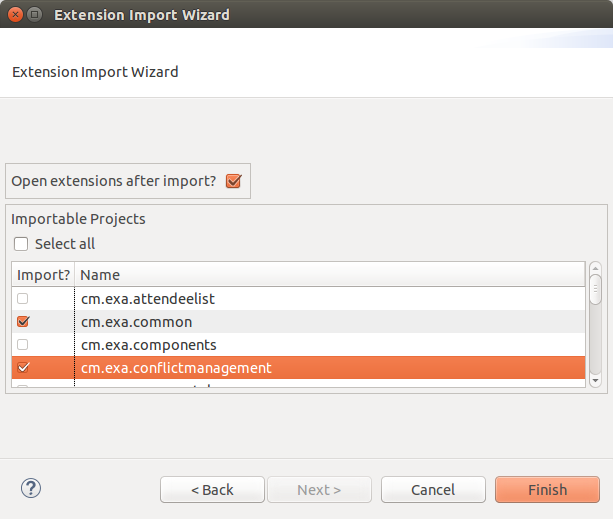 Extension Import Wizard
Extension Import Wizard
Open extensions after import?
Importable Projects
Select all
Import? Name
cm.exa.attendeelist
cm.exa.common
cm.exa.components
cm.exa.conflictmanagement
? < Back Next > Cancel Finish